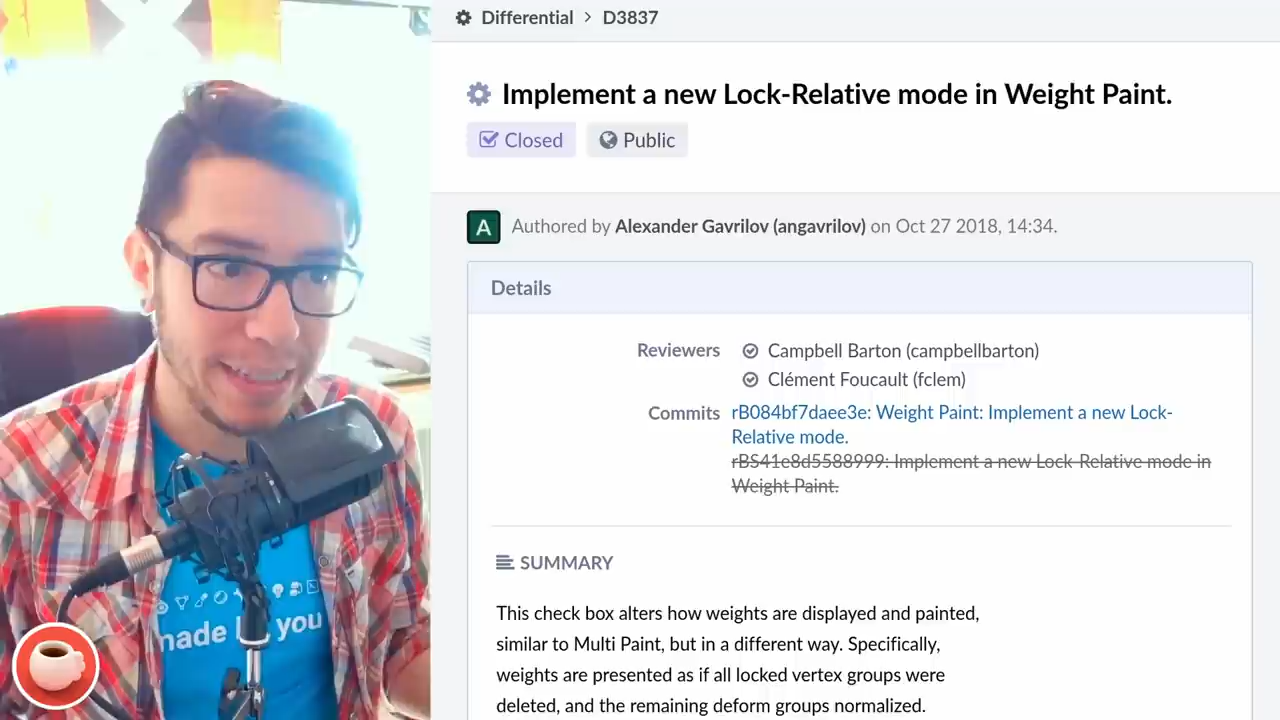 Differential > D3837
Implement a new Lock-Relative mode in Weight Paint.
Closed Public
A Authored by Alexander Gavrilov (angavrilov) on Oct 27 2018, 14:34.
Details
Reviewers Campbell Barton (campbellbarton)
Clément Foucault (fclem)
Commits rB084bf7daee3e: Weight Paint: Implement a new Lock-
Relative mode.
rBS41e8d5588999: Implement a new Lock-Relative mode in
Weight Paint.
SUMMARY
This check box alters how weights are displayed and painted,
similar to Multi Paint, but in a different way. Specifically,
weights are presented as if all locked vertex groups were
deleted, and the remaining deform groups normalized.
made you